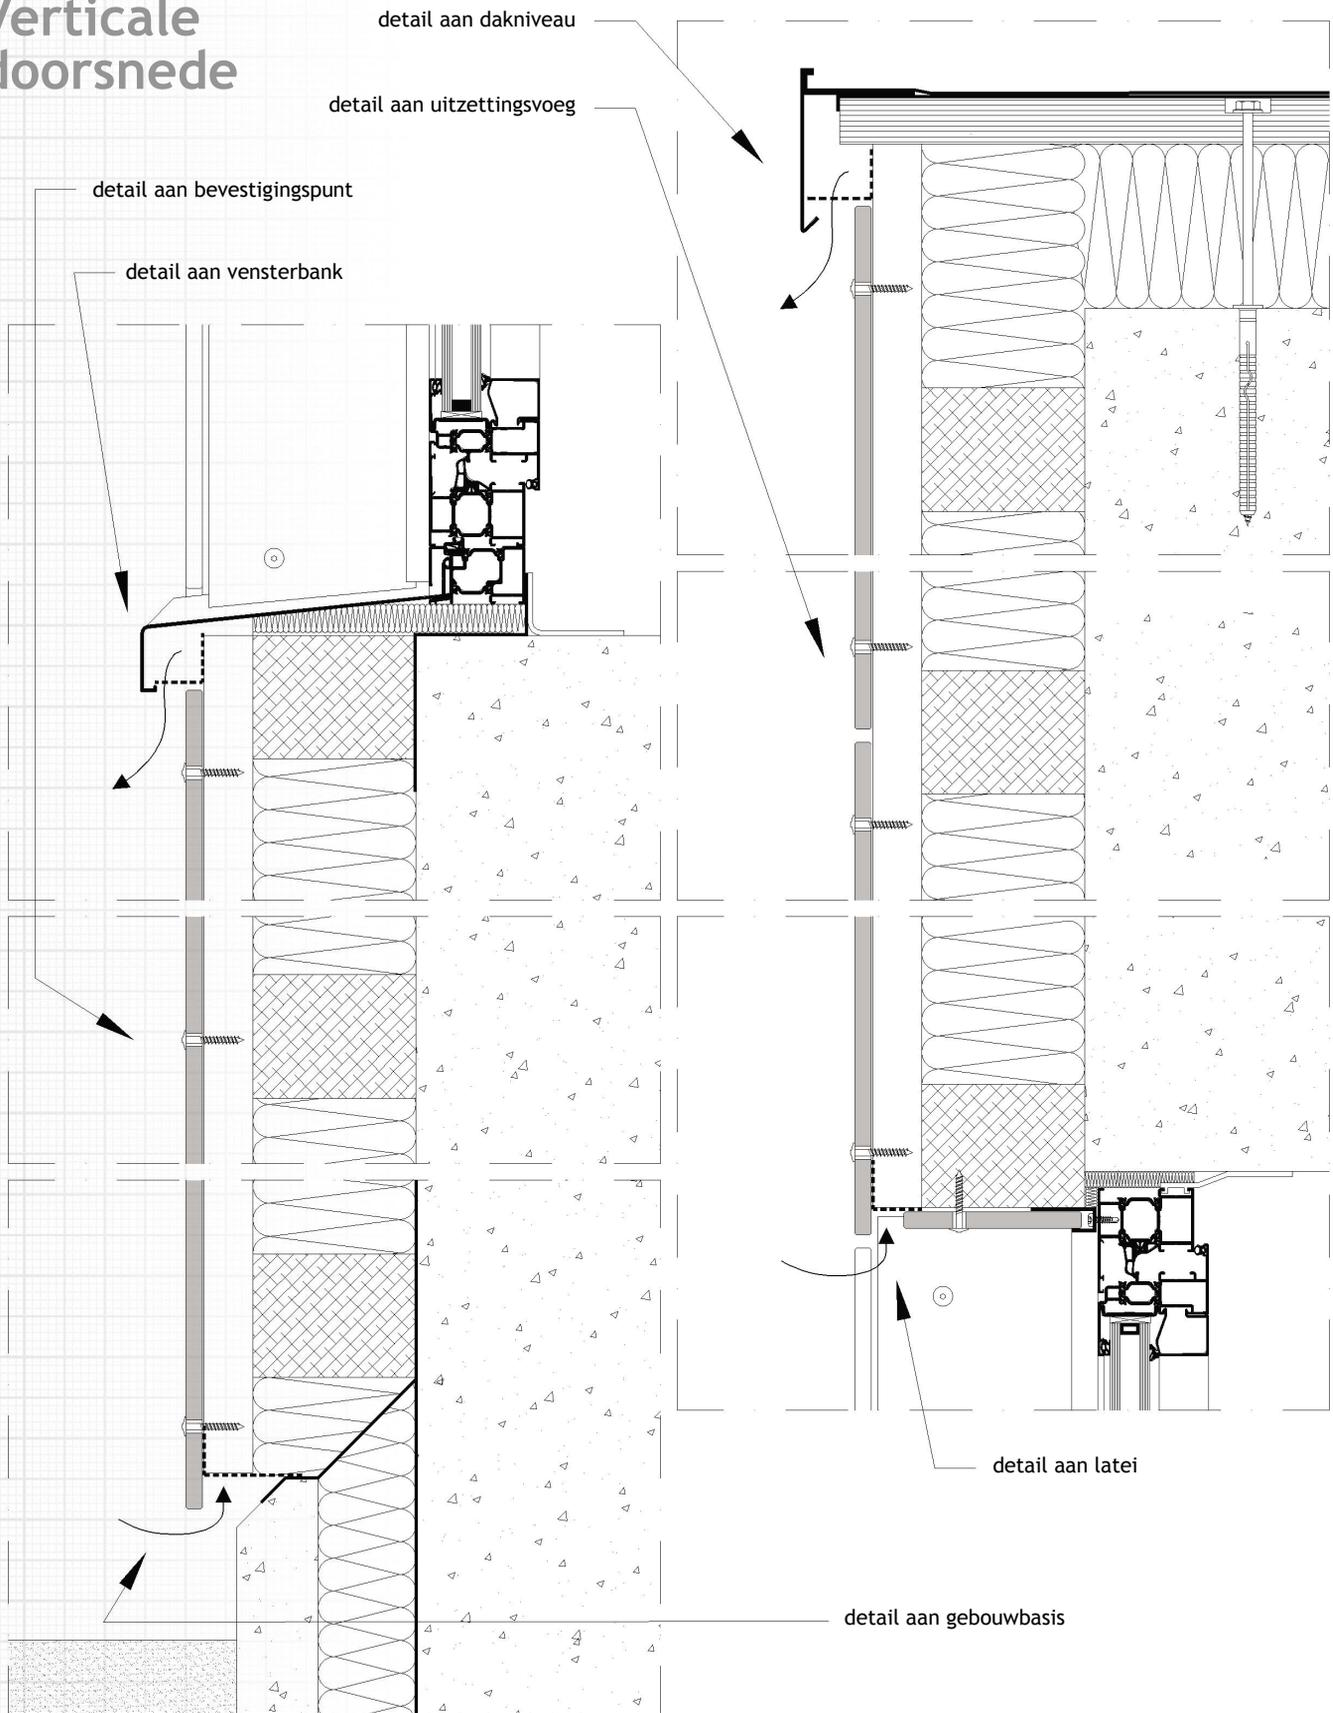 Verticale
doorsnede
detail aan dakniveau
detail aan uitzettingsvoeg
detail aan bevestigingspunt
detail aan vensterbank
detail aan latei
detail aan gebouwbasis